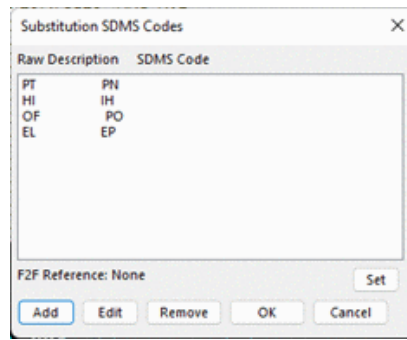 Substitution SDMS Codes
Raw Description SDMS Code
PT PN
HI IH
OF PO
EL EP
F2F Reference: None
Set
Add Edit Remove OK Cancel